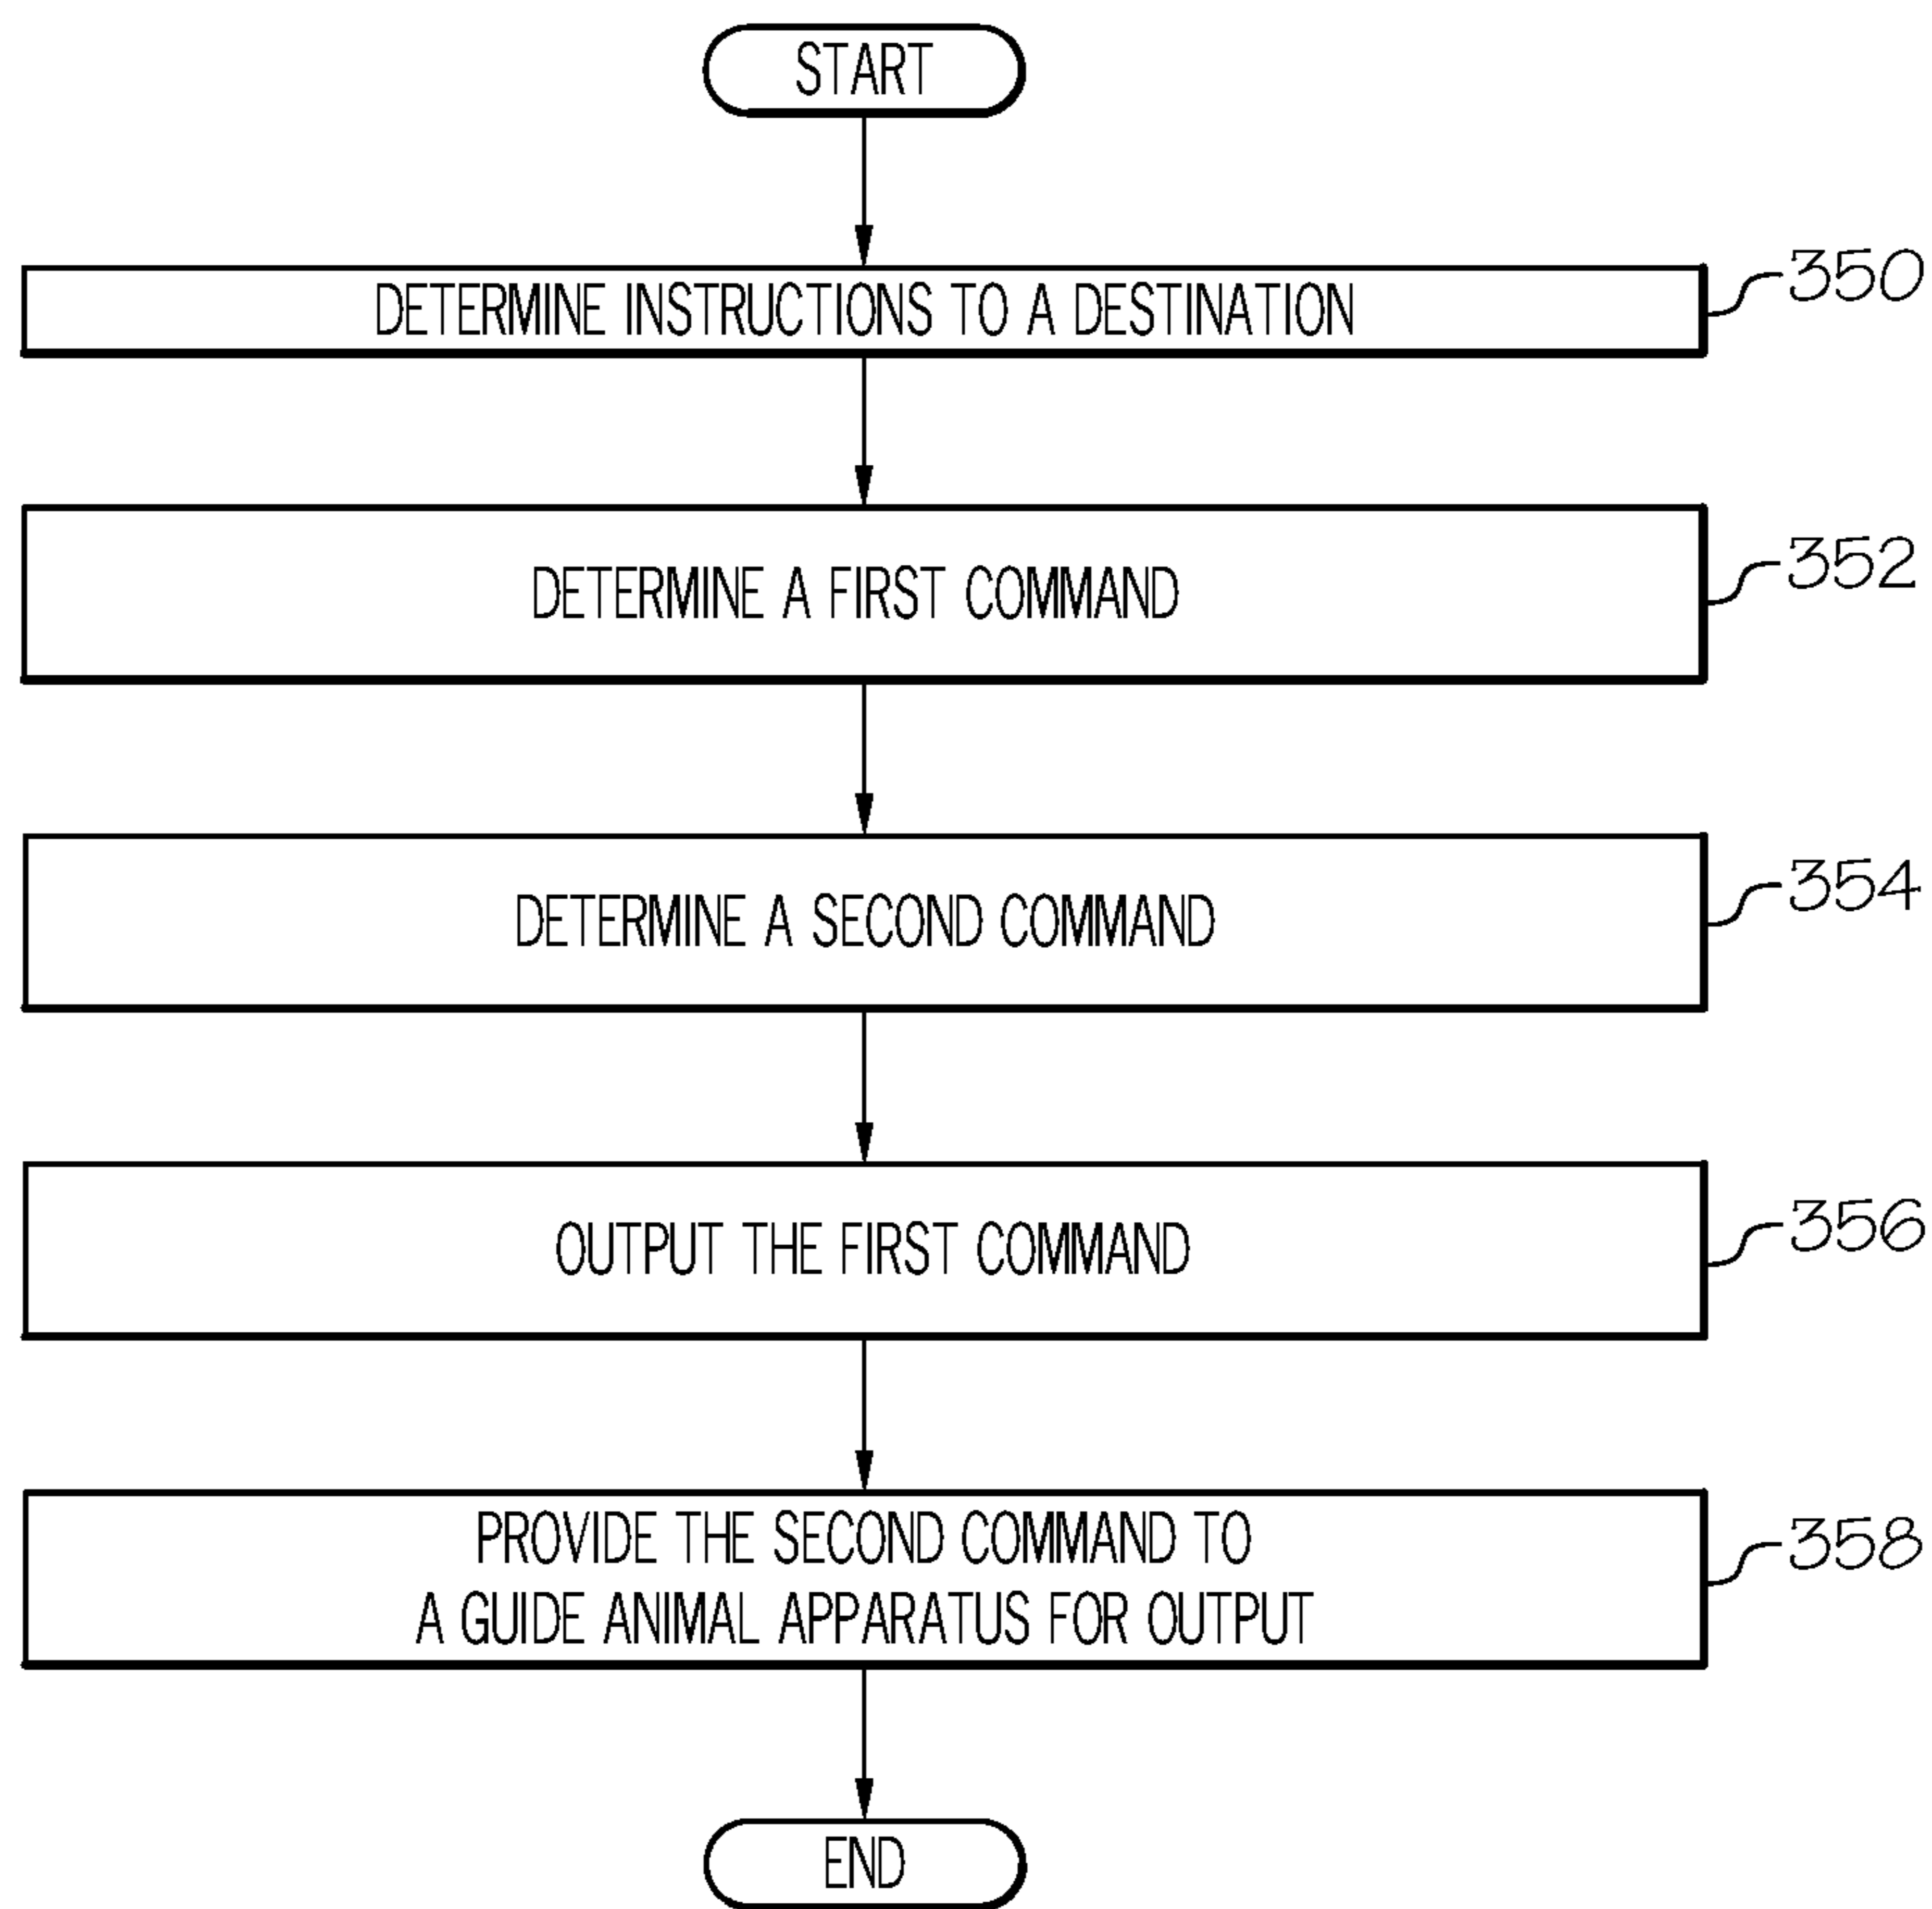 START
DETERMINE INSTRUCTIONS TO A DESTINATION
350
DETERMINE A FIRST COMMAND
352
DETERMINE A SECOND COMMAND
354
OUTPUT THE FIRST COMMAND
356
PROVIDE THE SECOND COMMAND TO
A GUIDE ANIMAL APPARATUS FOR OUTPUT
358
END